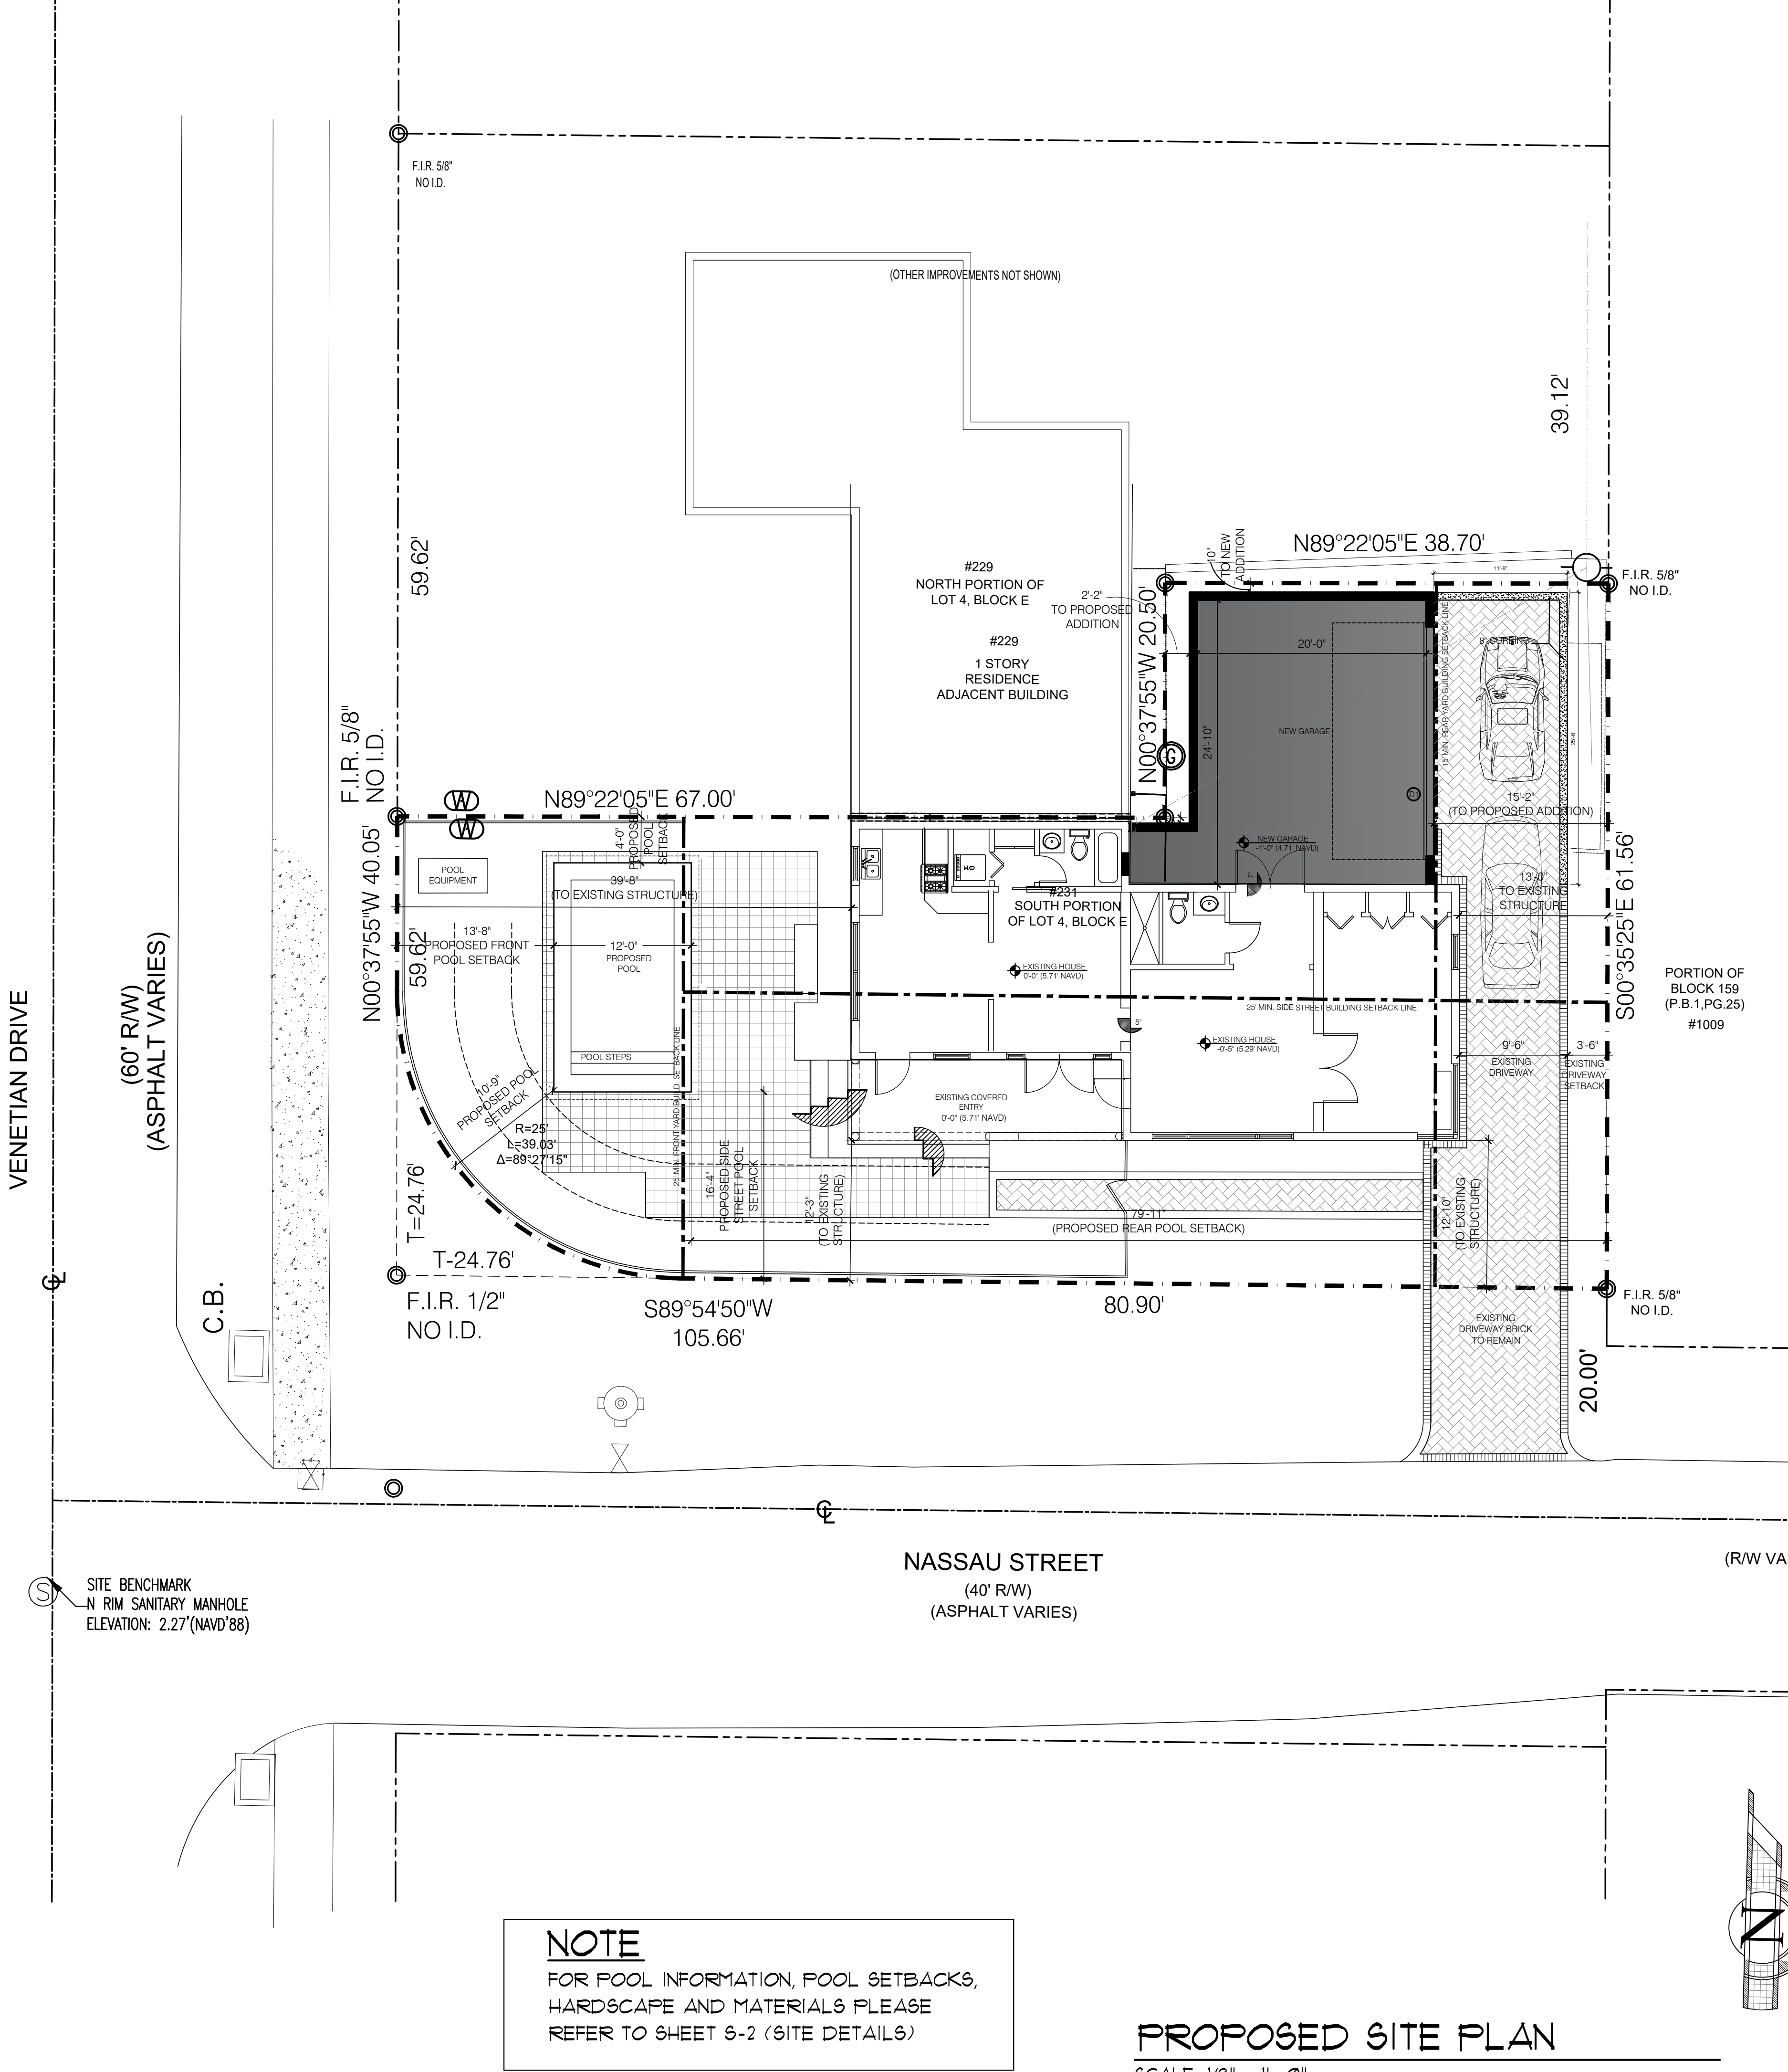 F.I.R. 5/8"
NO I.D.
(OTHER IMPROVEMENTS NOT SHOWN)
39.12'
59.62'
N89°22'05"E 38.70'
10"
TO NEW
ADDITION
11'-8"
F.I.R. 5/8"
NO I.D.
#229
NORTH PORTION OF
LOT 4, BLOCK E
#229
1 STORY
RESIDENCE
ADJACENT BUILDING
2'-2"
TO PROPOSED
ADDITION
N00°37'55"W 20.50'
G
20'-0"
24'-10"
NEW GARAGE
15' MIN. REAR YARD BUILDING SETBACK LINE
8" CURBING
25'-6"
15'-2"
(TO PROPOSED ADDITION)
NEW GARAGE
-1'-0" (4.71' NAVD)
7"
F.I.R. 5/8"
NO I.D.
W
W
N89°22'05"E 67.00'
4'-0"
PROPOSED
POOL
SETBACK
N00°37'55"W 40.05'
59.62'
POOL
EQUIPMENT
39'-8"
(TO EXISTING STRUCTURE)
13'-8"
PROPOSED FRONT
POOL SETBACK
12'-0"
PROPOSED
POOL
POOL STEPS
W/D
#231
SOUTH PORTION
OF LOT 4, BLOCK E
EXISTING HOUSE
0'-0" (5.71' NAVD)
13'-0"
TO EXISTING
STRUCTURE
S00°35'25"E 61.56'
PORTION OF
BLOCK 159
(P.B.1,PG.25)
#1009
25' MIN. SIDE STREET BUILDING SETBACK LINE
5"
EXISTING HOUSE
-0'-5" (5.29' NAVD)
9'-6"
EXISTING
DRIVEWAY
3'-6"
EXISTING
DRIVEWAY
SETBACK
EXISTING COVERED
ENTRY
0'-0" (5.71' NAVD)
10'-9"
PROPOSED POOL
SETBACK
R=25'
L=39.03'
Δ=89°27'15"
25' MIN. FRONT YARD BUILD. SETBACK LINE
16'-4"
PROPOSED SIDE
STREET POOL
SETBACK
12'-3"
(TO EXISTING
STRUCTURE)
79'-11"
(PROPOSED REAR POOL SETBACK)
12'-10"
(TO EXISTING
STRUCTURE)
VENETIAN DRIVE
(60' R/W)
(ASPHALT VARIES)
C.B.
T=24.76'
T-24.76'
F.I.R. 1/2"
NO I.D.
S89°54'50"W
105.66'
80.90'
F.I.R. 5/8"
NO I.D.
EXISTING
DRIVEWAY BRICK
TO REMAIN
20.00'
NASSAU STREET
(40' R/W)
(ASPHALT VARIES)
(R/W VA
S
SITE BENCHMARK
N RIM SANITARY MANHOLE
ELEVATION: 2.27'(NAVD'88)
NOTE
FOR POOL INFORMATION, POOL SETBACKS,
HARDSCAPE AND MATERIALS PLEASE
REFER TO SHEET S-2 (SITE DETAILS)
N
PROPOSED SITE PLAN